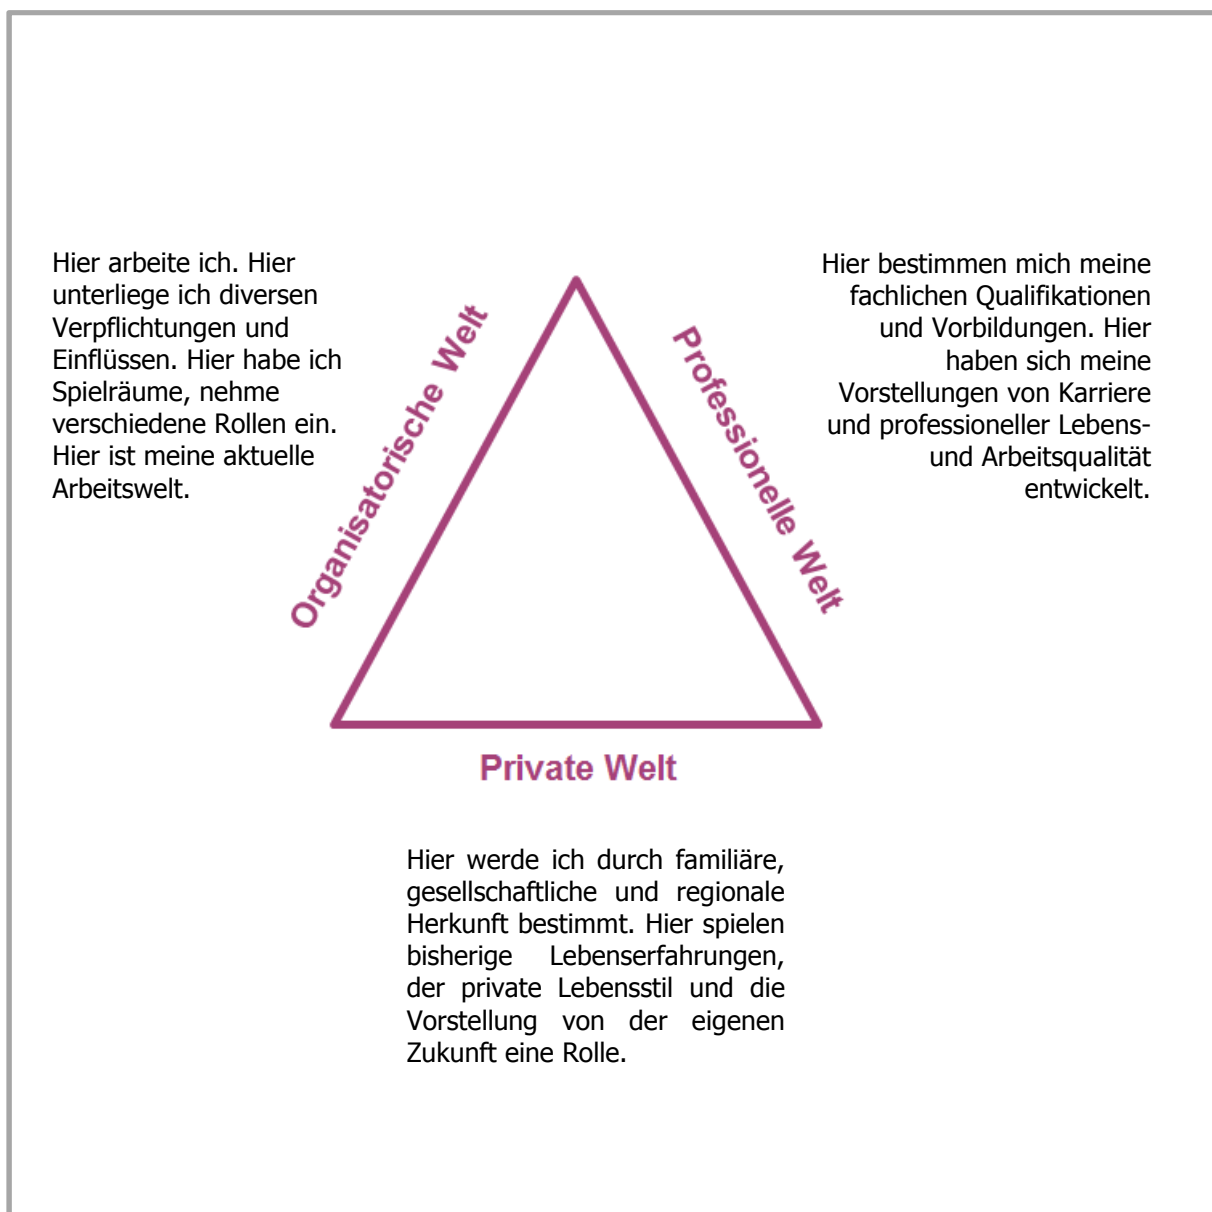 Hier arbeite ich. Hier
unterliege ich diversen
Verpflichtungen und
Einflüssen. Hier habe ich
Spielräume, nehme
verschiedene Rollen ein.
Hier ist meine aktuelle
Arbeitswelt.
Organisatorische Welt
Professionelle Welt
Hier bestimmen mich meine
fachlichen Qualifikationen
und Vorbildungen. Hier
haben sich meine
Vorstellungen von Karriere
und professioneller Lebens-
und Arbeitsqualität
entwickelt.
Private Welt
Hier werde ich durch familiäre,
gesellschaftliche und regionale
Herkunft bestimmt. Hier spielen
bisherige Lebenserfahrungen,
der private Lebensstil und die
Vorstellung von der eigenen
Zukunft eine Rolle.